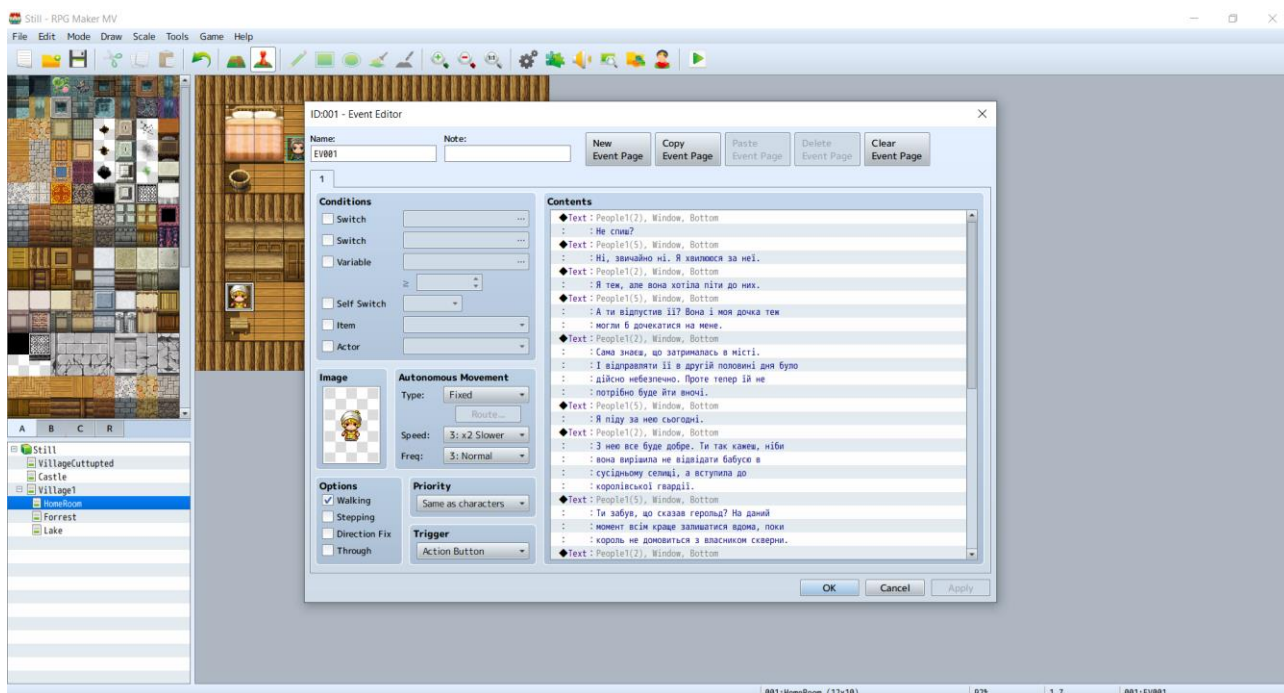 Still - RPG Maker MV
File Edit Mode Draw Scale Tools Game Help
ID:001 - Event Editor
Name:
Note:
EV001
New Event Page
Copy Event Page
Paste Event Page
Delete Event Page
Clear Event Page
1
Conditions
Switch ...
Switch ...
Variable ...
≥
Self Switch
Item
Actor
Image
Autonomous Movement
Type: Fixed
Route...
Speed: 3: x2 Slower
Freq: 3: Normal
Options
Walking
Stepping
Direction Fix
Through
Priority
Same as characters
Trigger
Action Button
Contents
◆Text : People1(2), Window, Bottom
: : Не спиш?
◆Text : People1(5), Window, Bottom
: : Ні, звичайно ні. Я хвилююся за неї.
◆Text : People1(2), Window, Bottom
: : Я теж, але вона хотіла піти до них.
◆Text : People1(5), Window, Bottom
: : А ти відпустив її? Вона і моя дочка теж
: : могли б дочекатися на мене.
◆Text : People1(2), Window, Bottom
: : Сама знаєш, що затрималась в місті.
: : І відправляти її в другій половині дня було
: : дійсно небезпечно. Проте тепер їй не
: : потрібно буде йти вночі.
◆Text : People1(5), Window, Bottom
: : Я піду за нею сьогодні.
◆Text : People1(2), Window, Bottom
: : З нею все буде добре. Ти так кажеш, ніби
: : вона вирішила не відвідати бабусю в
: : сусідньому селищі, а вступила до
: : королівської гвардії.
◆Text : People1(5), Window, Bottom
: : Ти забув, що сказав герольд? На даний
: : момент всім краще залишатися вдома, поки
: : король не домовиться з власником скверни.
◆Text : People1(2), Window, Bottom
OK
Cancel
Apply
A B C R
Still
VillageCuttupted
Castle
Village1
HomeRoom
Forrest
Lake
001:HomeRoom (12x10)
92%
1,7
001:EV001